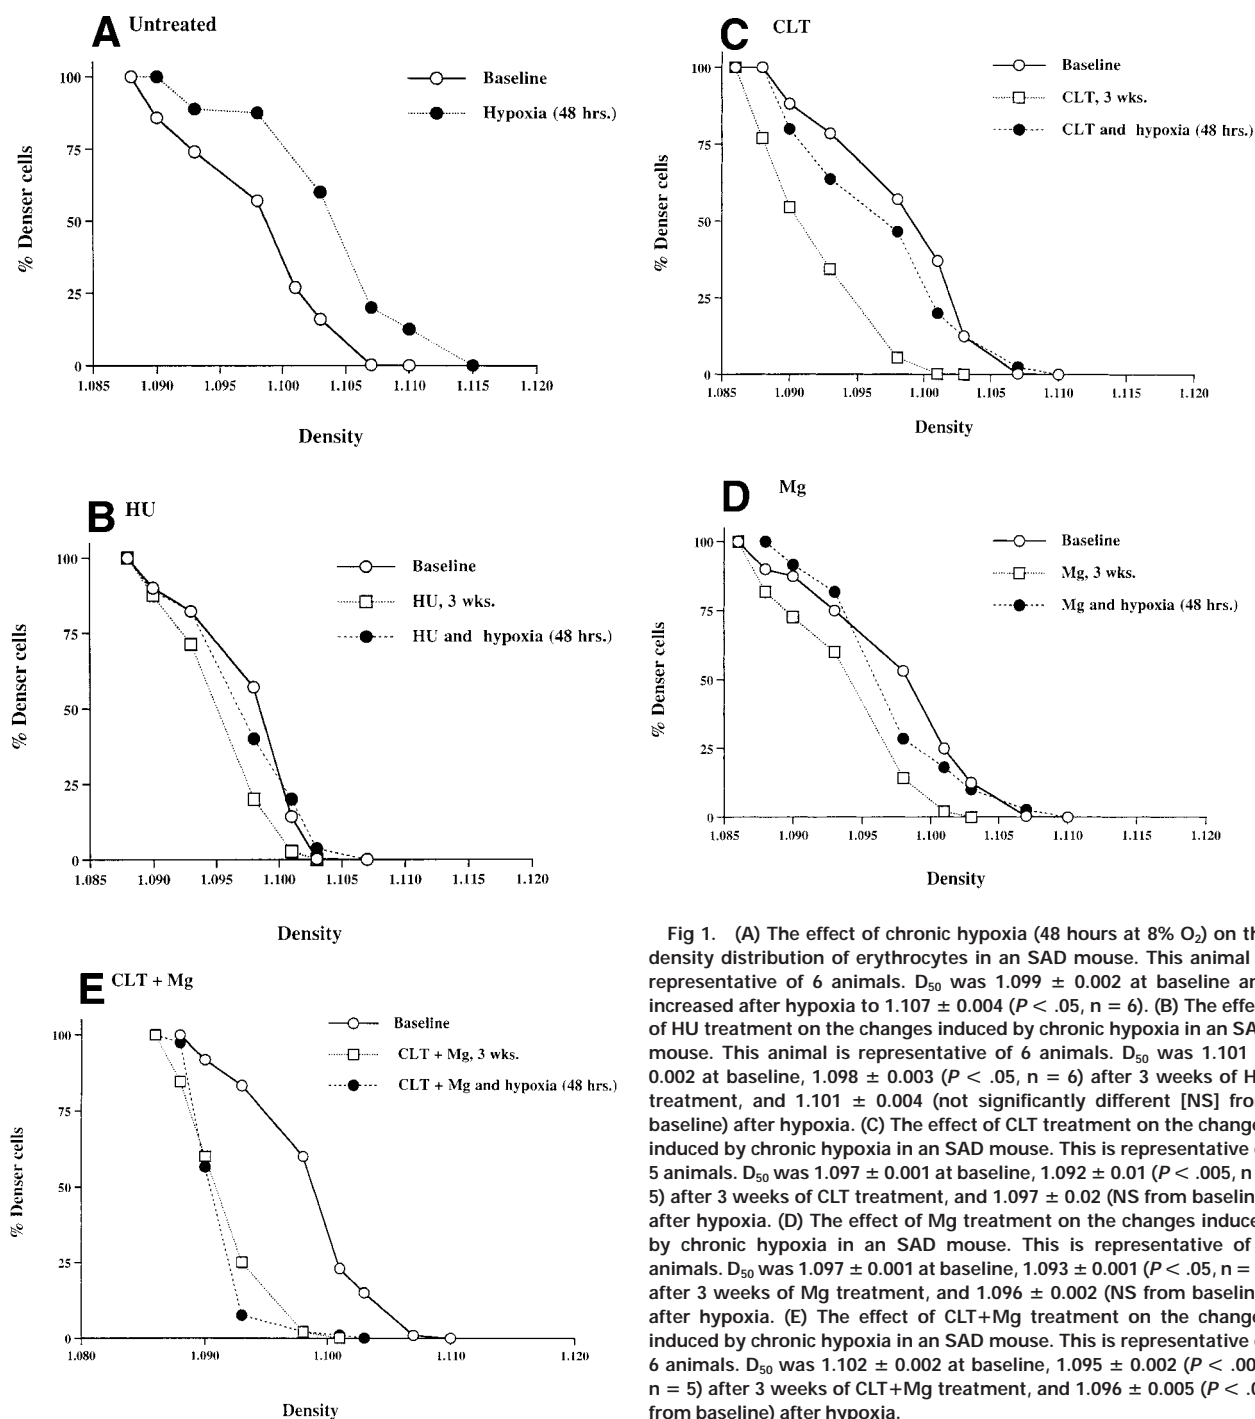 A Untreated
Baseline
Hypoxia (48 hrs.)
% Denser cells
100
75
50
25
0
1.085 1.090 1.095 1.100 1.105 1.110 1.115 1.120
Density
B HU
Baseline
HU, 3 wks.
HU and hypoxia (48 hrs.)
% Denser cells
100
75
50
25
0
1.085 1.090 1.095 1.100 1.105 1.110 1.115 1.120
Density
E CLT + Mg
Baseline
CLT + Mg, 3 wks.
CLT + Mg and hypoxia (48 hrs.)
% Denser cells
100
75
50
25
0
1.080 1.090 1.100 1.110 1.120
Density
C CLT
Baseline
CLT, 3 wks.
CLT and hypoxia (48 hrs.)
% Denser cells
100
75
50
25
0
1.085 1.090 1.095 1.100 1.105 1.110 1.115 1.120
Density
D Mg
Baseline
Mg, 3 wks.
Mg and hypoxia (48 hrs.)
% Denser cells
100
75
50
25
0
1.085 1.090 1.095 1.100 1.105 1.110 1.115 1.120
Density
Fig 1. (A) The effect of chronic hypoxia (48 hours at 8% O₂) on
density distribution of erythrocytes in an SAD mouse. This animal
representative of 6 animals. D₅₀ was 1.099 ± 0.002 at baseline
increased after hypoxia to 1.107 ± 0.004 (P < .05, n = 6). (B) The
of HU treatment on the changes induced by chronic hypoxia in an
mouse. This animal is representative of 6 animals. D₅₀ was 1.101
0.002 at baseline, 1.098 ± 0.003 (P < .05, n = 6) after 3 weeks of
treatment, and 1.101 ± 0.004 (not significantly different [NS]
baseline) after hypoxia. (C) The effect of CLT treatment on the
induced by chronic hypoxia in an SAD mouse. This is representative
5 animals. D₅₀ was 1.097 ± 0.001 at baseline, 1.092 ± 0.01 (P < .005, n
5) after 3 weeks of CLT treatment, and 1.097 ± 0.02 (NS from
after hypoxia. (D) The effect of Mg treatment on the changes
by chronic hypoxia in an SAD mouse. This is representative of
animals. D₅₀ was 1.097 ± 0.001 at baseline, 1.093 ± 0.001 (P < .05, n =
after 3 weeks of Mg treatment, and 1.096 ± 0.002 (NS from
after hypoxia. (E) The effect of CLT+Mg treatment on the
induced by chronic hypoxia in an SAD mouse. This is representative
6 animals. D₅₀ was 1.102 ± 0.002 at baseline, 1.095 ± 0.002 (P <
n = 5) after 3 weeks of CLT+Mg treatment, and 1.096 ± 0.005 (P <
from baseline) after hypoxia.